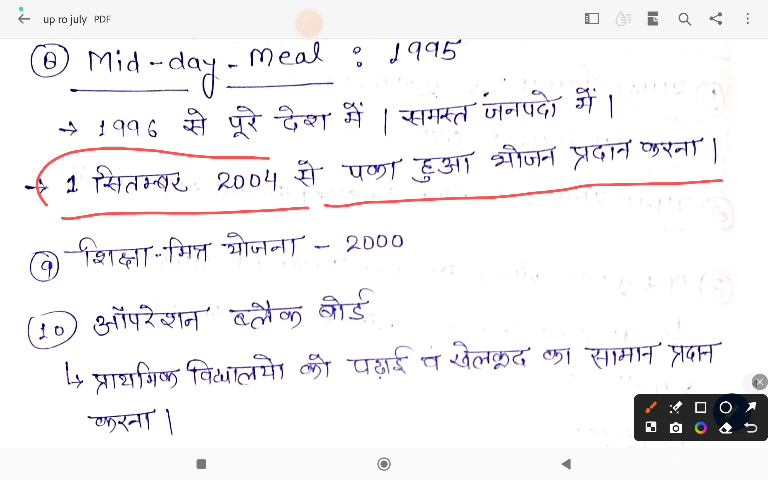 up ro july PDF
⑧ Mid-day-Meal : 1995
→ 1996 से पूरे देश में | समस्त जनपदो में |
→ 1 सितम्बर 2004 से पका हुआ भोजन प्रदान करना |
⑨ शिक्षा-मित्र योजना - 2000
⑩ ऑपरेशन ब्लैक बोर्ड
↳ प्राथमिक विद्यालयो को पढ़ाई व खेलकूद का सामान प्रदान
करना |